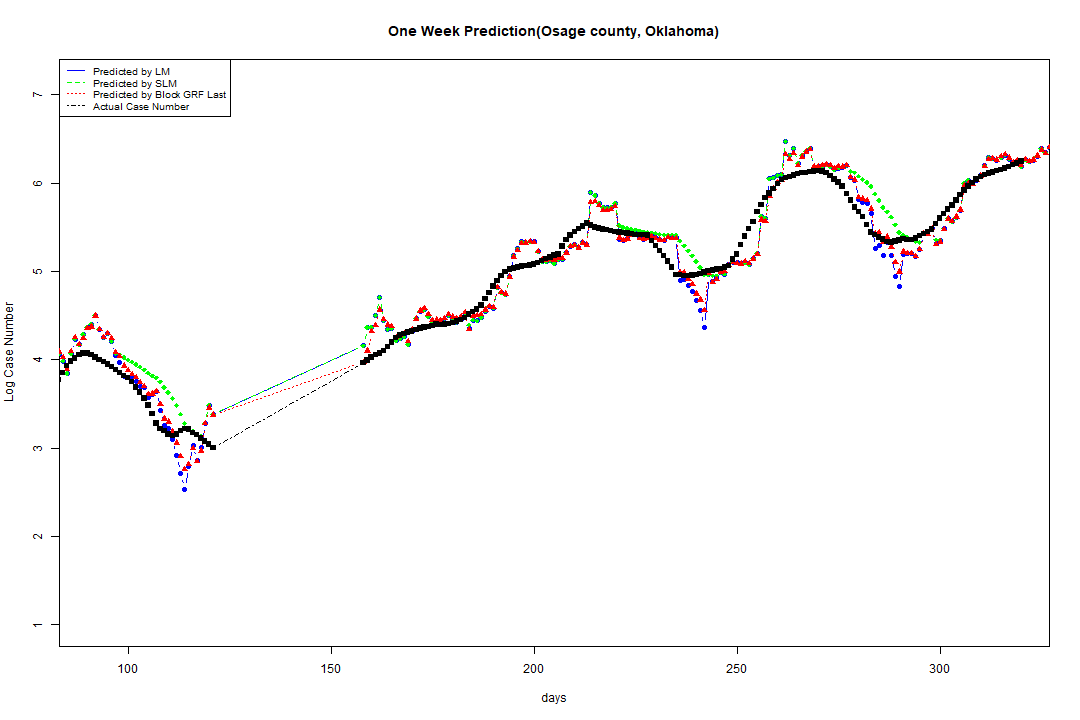 One Week Prediction(Osage county, Oklahoma)
Predicted by LM
Predicted by SLM
Predicted by Block GRF Last
Actual Case Number
7
6
5
4
3
2
1
Log Case Number
100 150 200 250 300
days